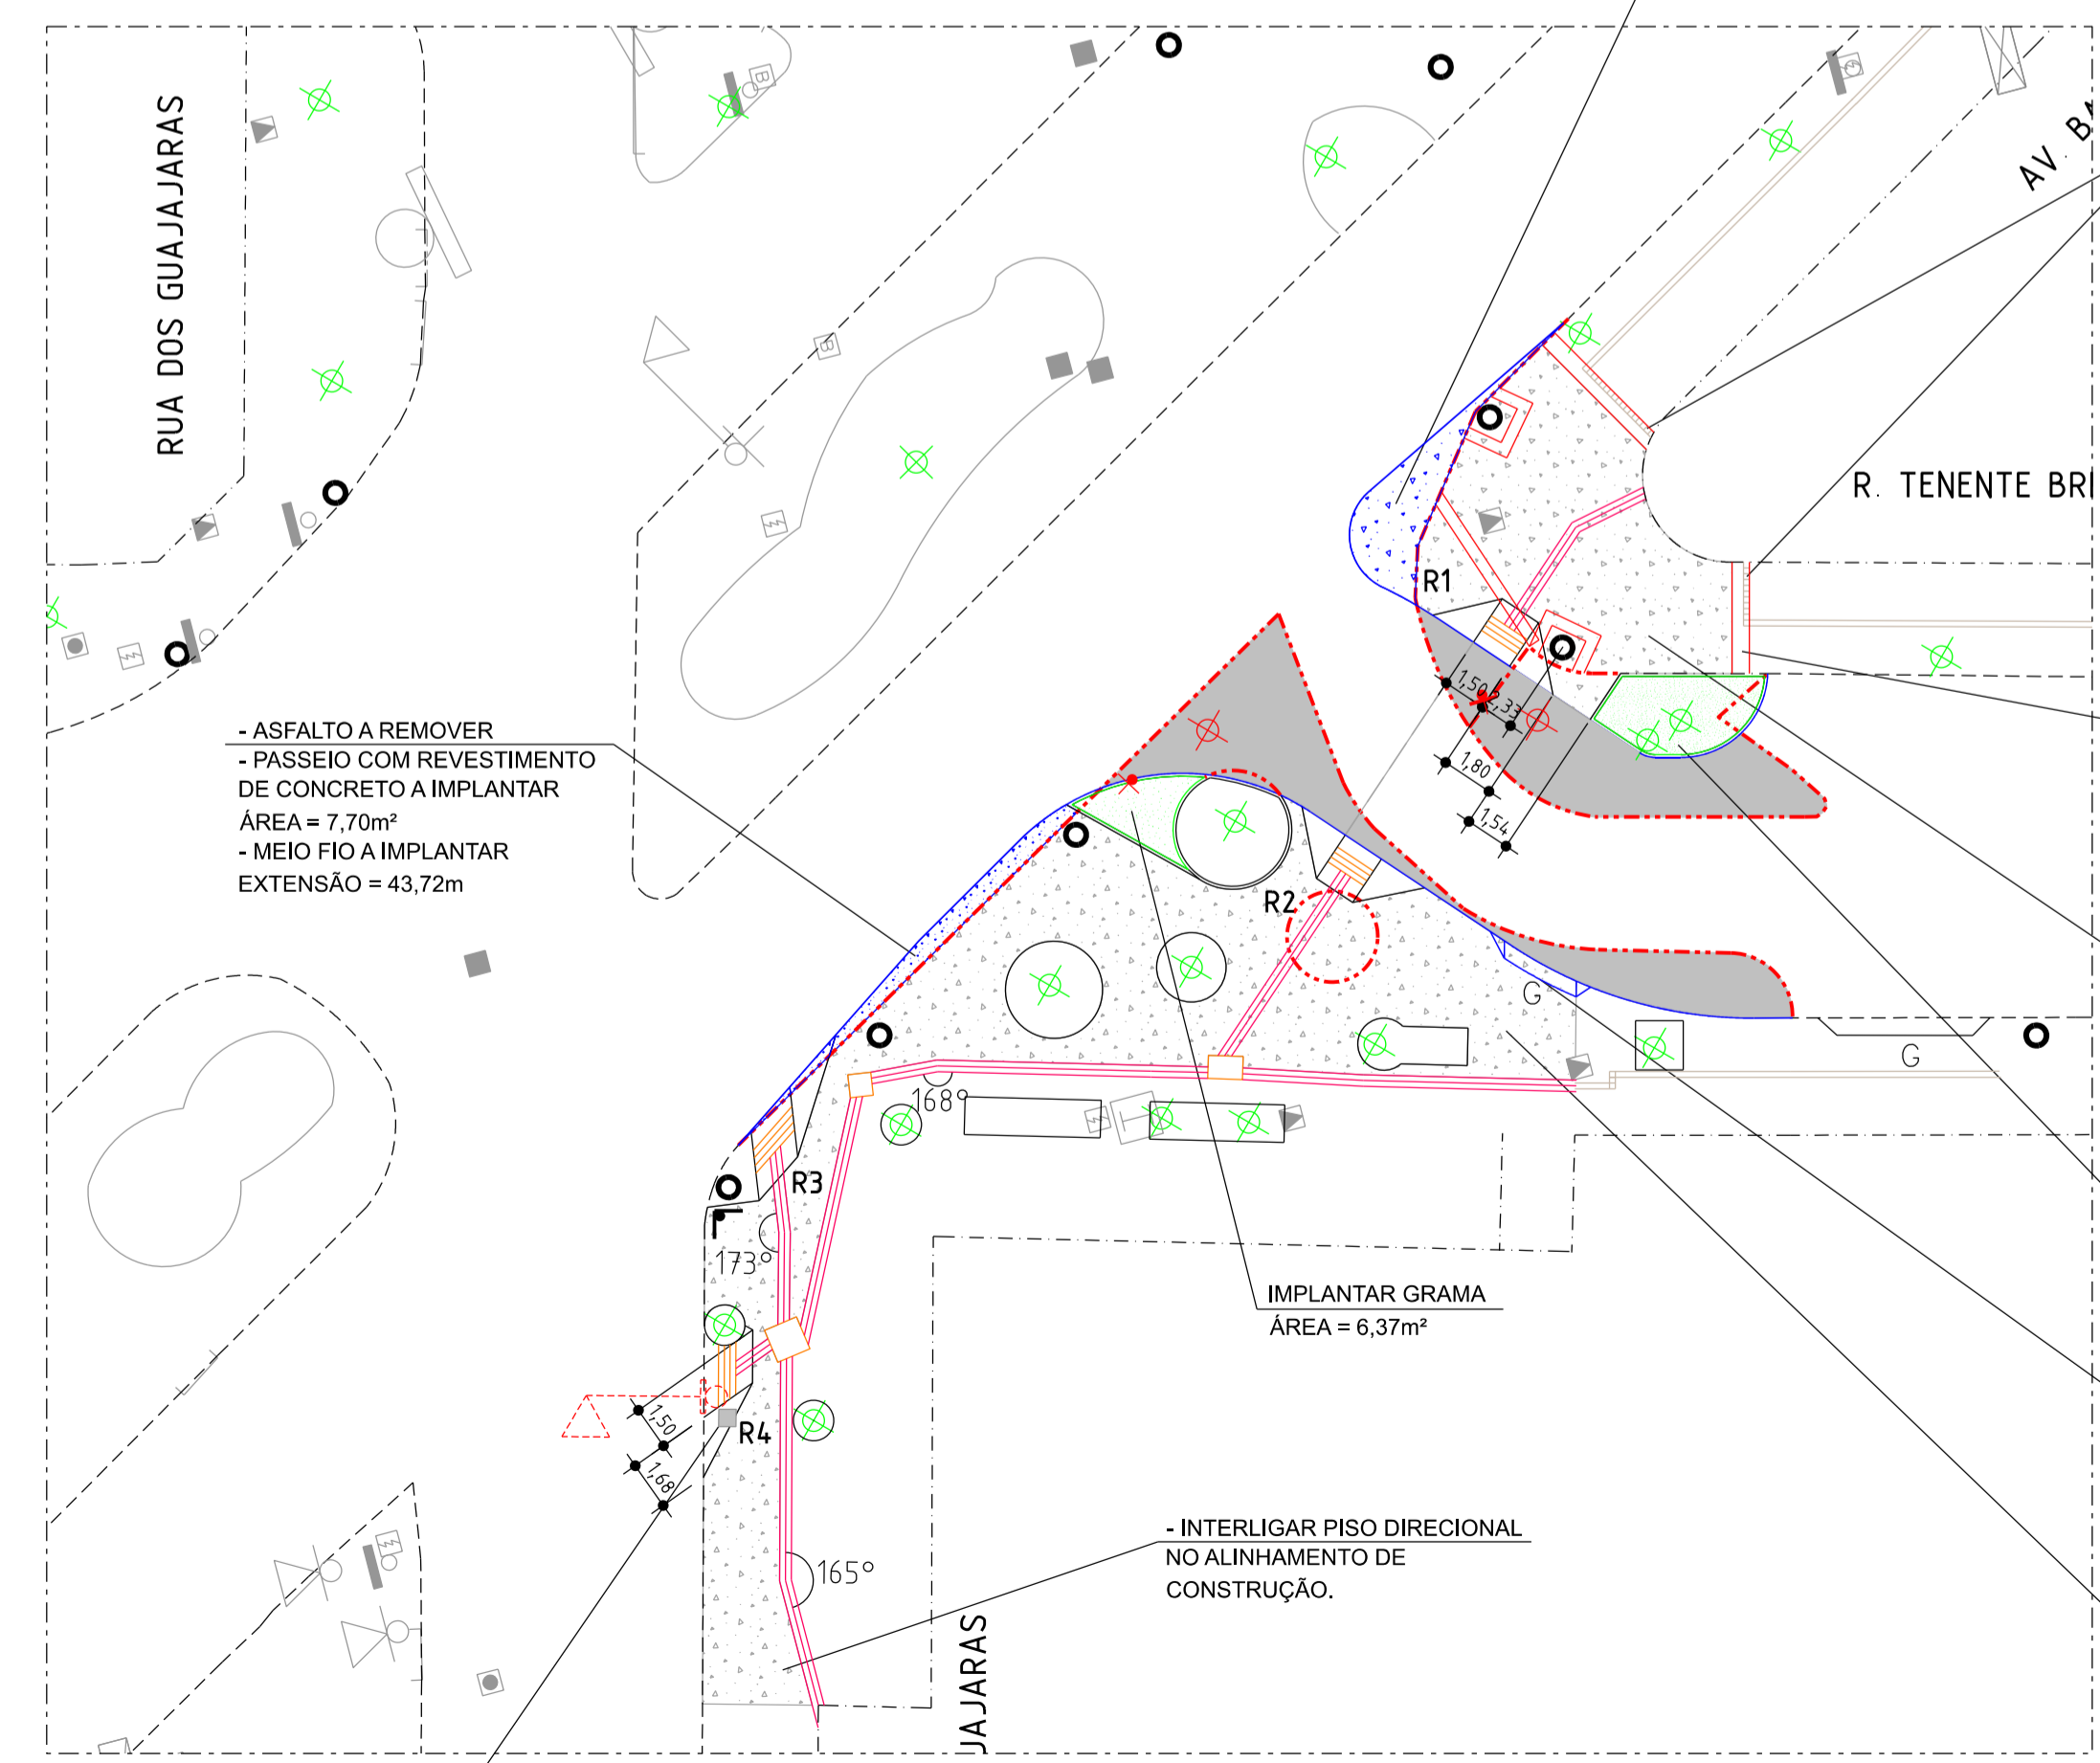 RUA DOS GUAJAJARAS
AV. BA
R. TENENTE BRI
R1
1,50
2,33
1,80
1,54
- ASFALTO A REMOVER
- PASSEIO COM REVESTIMENTO
DE CONCRETO A IMPLANTAR
ÁREA = 7,70m²
- MEIO FIO A IMPLANTAR
EXTENSÃO = 43,72m
R2
G
G
168°
R3
173°
IMPLANTAR GRAMA
ÁREA = 6,37m²
1,50
R4
1,68
- INTERLIGAR PISO DIRECIONAL
NO ALINHAMENTO DE
CONSTRUÇÃO.
165°
JAJARAS
B
B